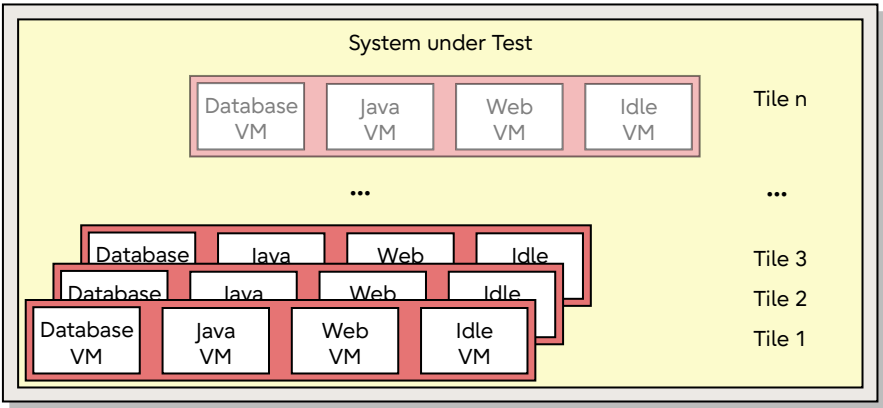 System under Test
Database VM Java VM Web VM Idle VM Tile n
... ...
Database Java Web Idle Tile 3
Database Java Web Idle Tile 2
Database VM Java VM Web VM Idle VM Tile 1